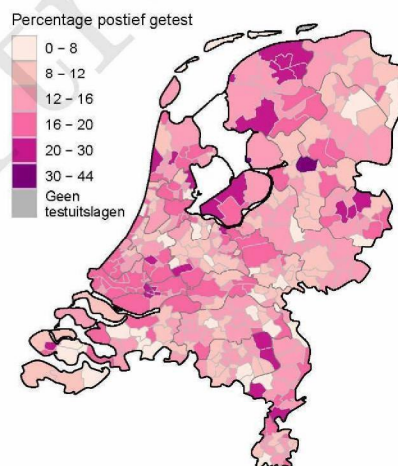 Percentage postief getest
0 – 8
8 – 12
12 – 16
16 – 20
20 – 30
30 – 44
Geen
testuitslagen